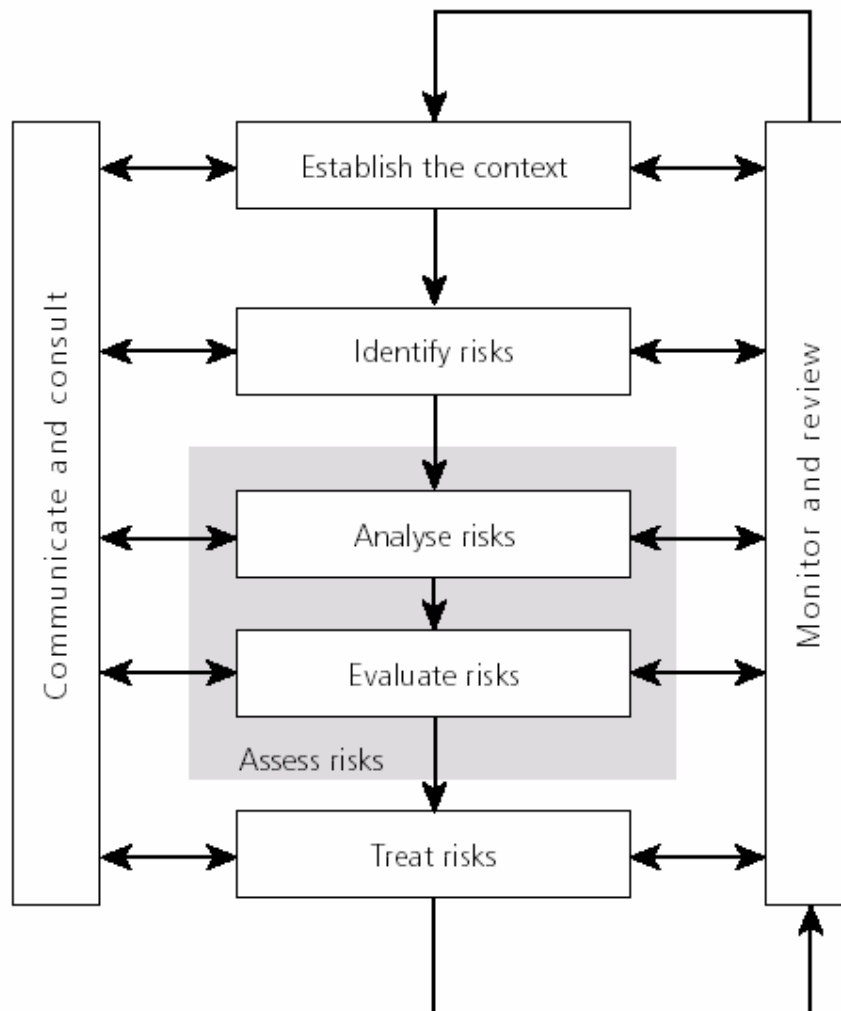 Establish the context
Communicate and consult
Monitor and review
Identify risks
Analyse risks
Evaluate risks
Assess risks
Treat risks